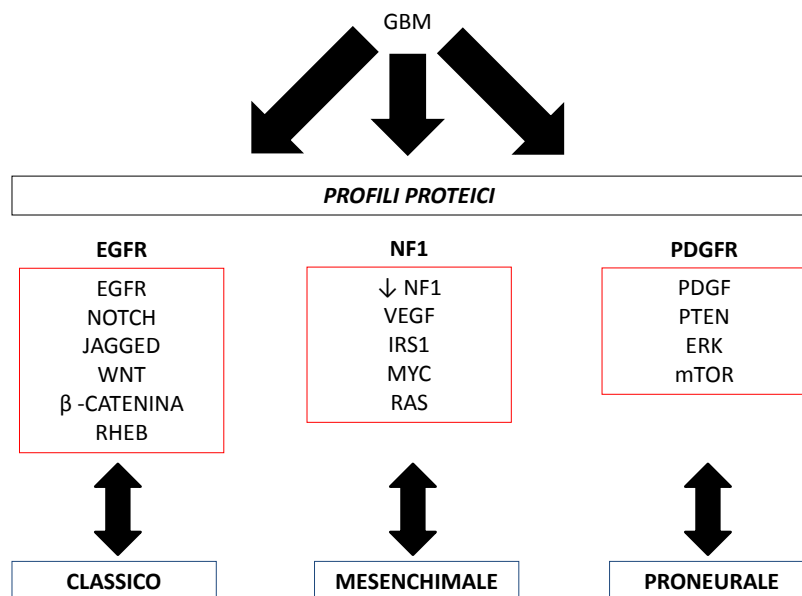 GBM
PROFILI PROTEICI
EGFR
EGFR
NOTCH
JAGGED
WNT
β -CATENINA
RHEB
CLASSICO
NF1
↓ NF1
VEGF
IRS1
MYC
RAS
MESENCHIMALE
PDGFR
PDGF
PTEN
ERK
mTOR
PRONEURALE